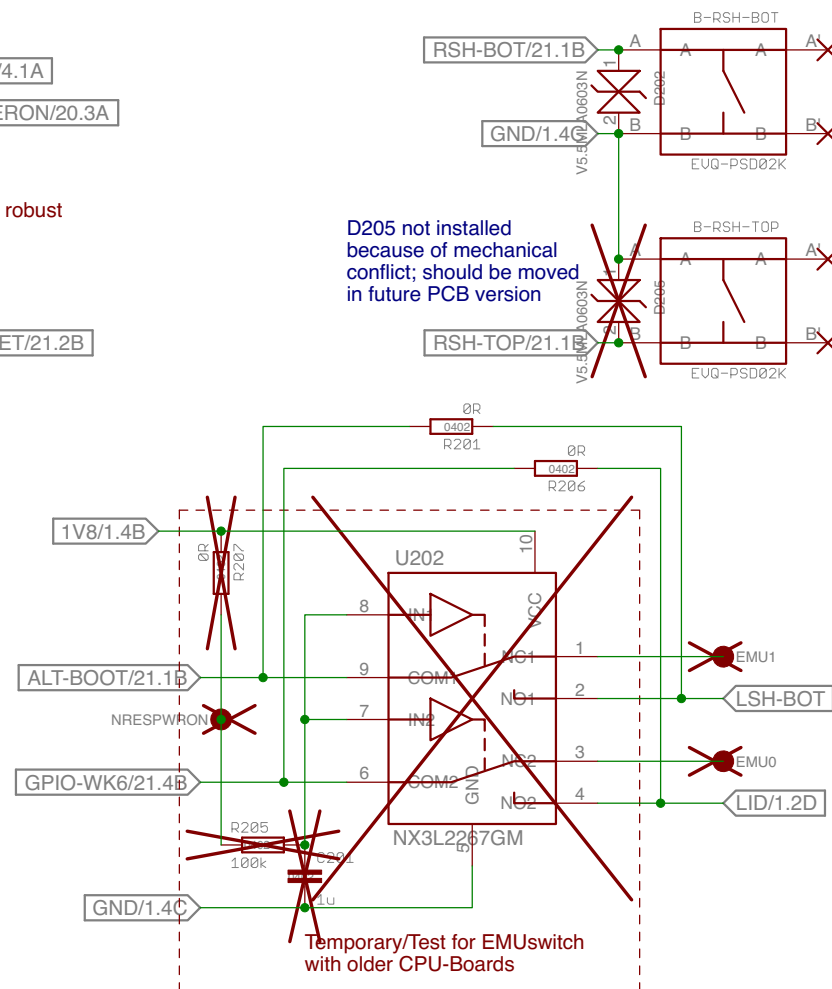 B-RSH-BOT
RSH-BOT/21.1B
A
A
A
A'
1
D202
V5.5MLA0603N
2
GND/1.4C
B
B
B
B'
EVQ-PSD02K
/4.1A
ERON/20.3A
robust
D205 not installed
because of mechanical
conflict; should be moved
in future PCB version
B-RSH-TOP
A
A
A
A'
1
D205
V5.5MLA0603N
2
ET/21.2B
RSH-TOP/21.1B
B
B
B
B'
EVQ-PSD02K
0R
0402
R201
0R
0402
R206
1V8/1.4B
0R
R207
U202
10
VCC
8
IN1
ALT-BOOT/21.1B
9
COM1
NC1
1
EMU1
NO1
2
LSH-BOT
NRESPWRON
7
IN2
NC2
3
EMU0
GPIO-WK6/21.4B
6
COM2
GND
NO2
4
LID/1.2D
R205
100k
NX3L2267GM
5
C201
1u
GND/1.4C
Temporary/Test for EMUswitch
with older CPU-Boards